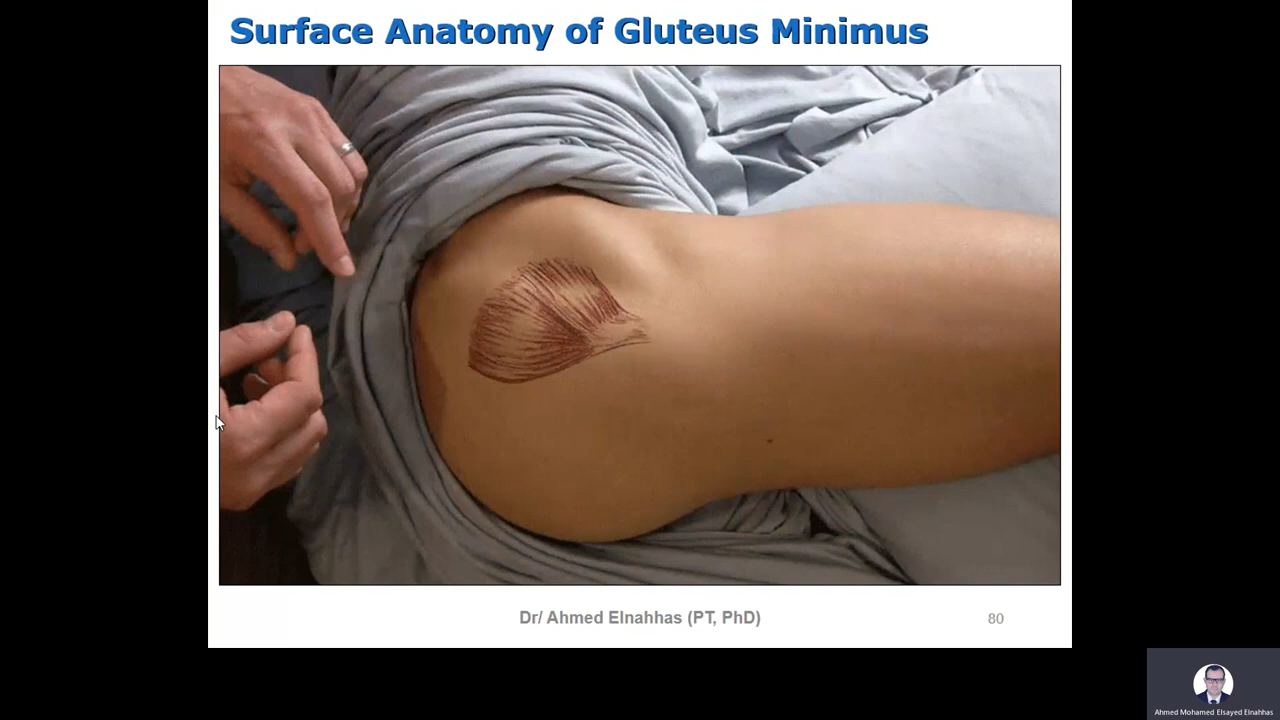 Surface Anatomy of Gluteus Minimus
Dr/ Ahmed Elnahhas (PT, PhD)
80
Ahmed Mohamed Elsayed Elnahhas